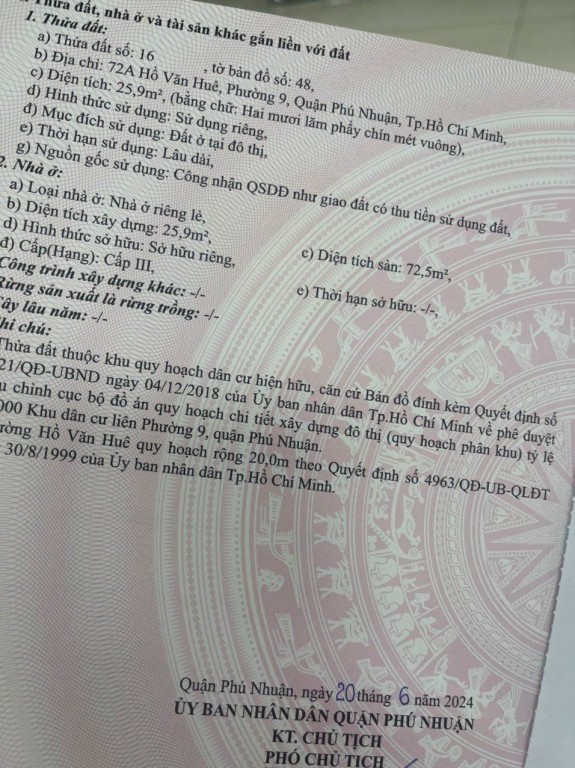 Thửa đất, nhà ở và tài sản khác gắn liền với đất
1. Thửa đất:
a) Thửa đất số: 16 , tờ bản đồ số: 48,
b) Địa chỉ: 72A Hồ Văn Huê, Phường 9, Quận Phú Nhuận, Tp.Hồ Chí Minh,
c) Diện tích: 25,9m², (bằng chữ: Hai mươi lăm phẩy chín mét vuông),
d) Hình thức sử dụng: Sử dụng riêng,
đ) Mục đích sử dụng: Đất ở tại đô thị,
e) Thời hạn sử dụng: Lâu dài,
g) Nguồn gốc sử dụng: Công nhận QSDĐ như giao đất có thu tiền sử dụng đất,
2. Nhà ở:
a) Loại nhà ở: Nhà ở riêng lẻ,
b) Diện tích xây dựng: 25,9m², c) Diện tích sàn: 72,5m²,
d) Hình thức sở hữu: Sở hữu riêng,
đ) Cấp(Hạng): Cấp III, e) Thời hạn sở hữu: -/-,
Công trình xây dựng khác: -/-
Rừng sản xuất là rừng trồng: -/-
ây lâu năm: -/-
hi chú:
Thửa đất thuộc khu quy hoạch dân cư hiện hữu, căn cứ Bản đồ đính kèm Quyết định số
21/QĐ-UBND ngày 04/12/2018 của Ủy ban nhân dân Tp.Hồ Chí Minh về phê duyệt
u chỉnh cục bộ đồ án quy hoạch chi tiết xây dựng đô thị (quy hoạch phân khu) tỷ lệ
000 Khu dân cư liên Phường 9, quận Phú Nhuận.
ường Hồ Văn Huê quy hoạch rộng 20,0m theo Quyết định số 4963/QĐ-UB-QLĐT
30/8/1999 của Ủy ban nhân dân Tp.Hồ Chí Minh.
Quận Phú Nhuận, ngày 20 tháng 6 năm 2024
ỦY BAN NHÂN DÂN QUẬN PHÚ NHUẬN
KT. CHỦ TỊCH
PHÓ CHỦ TỊCH